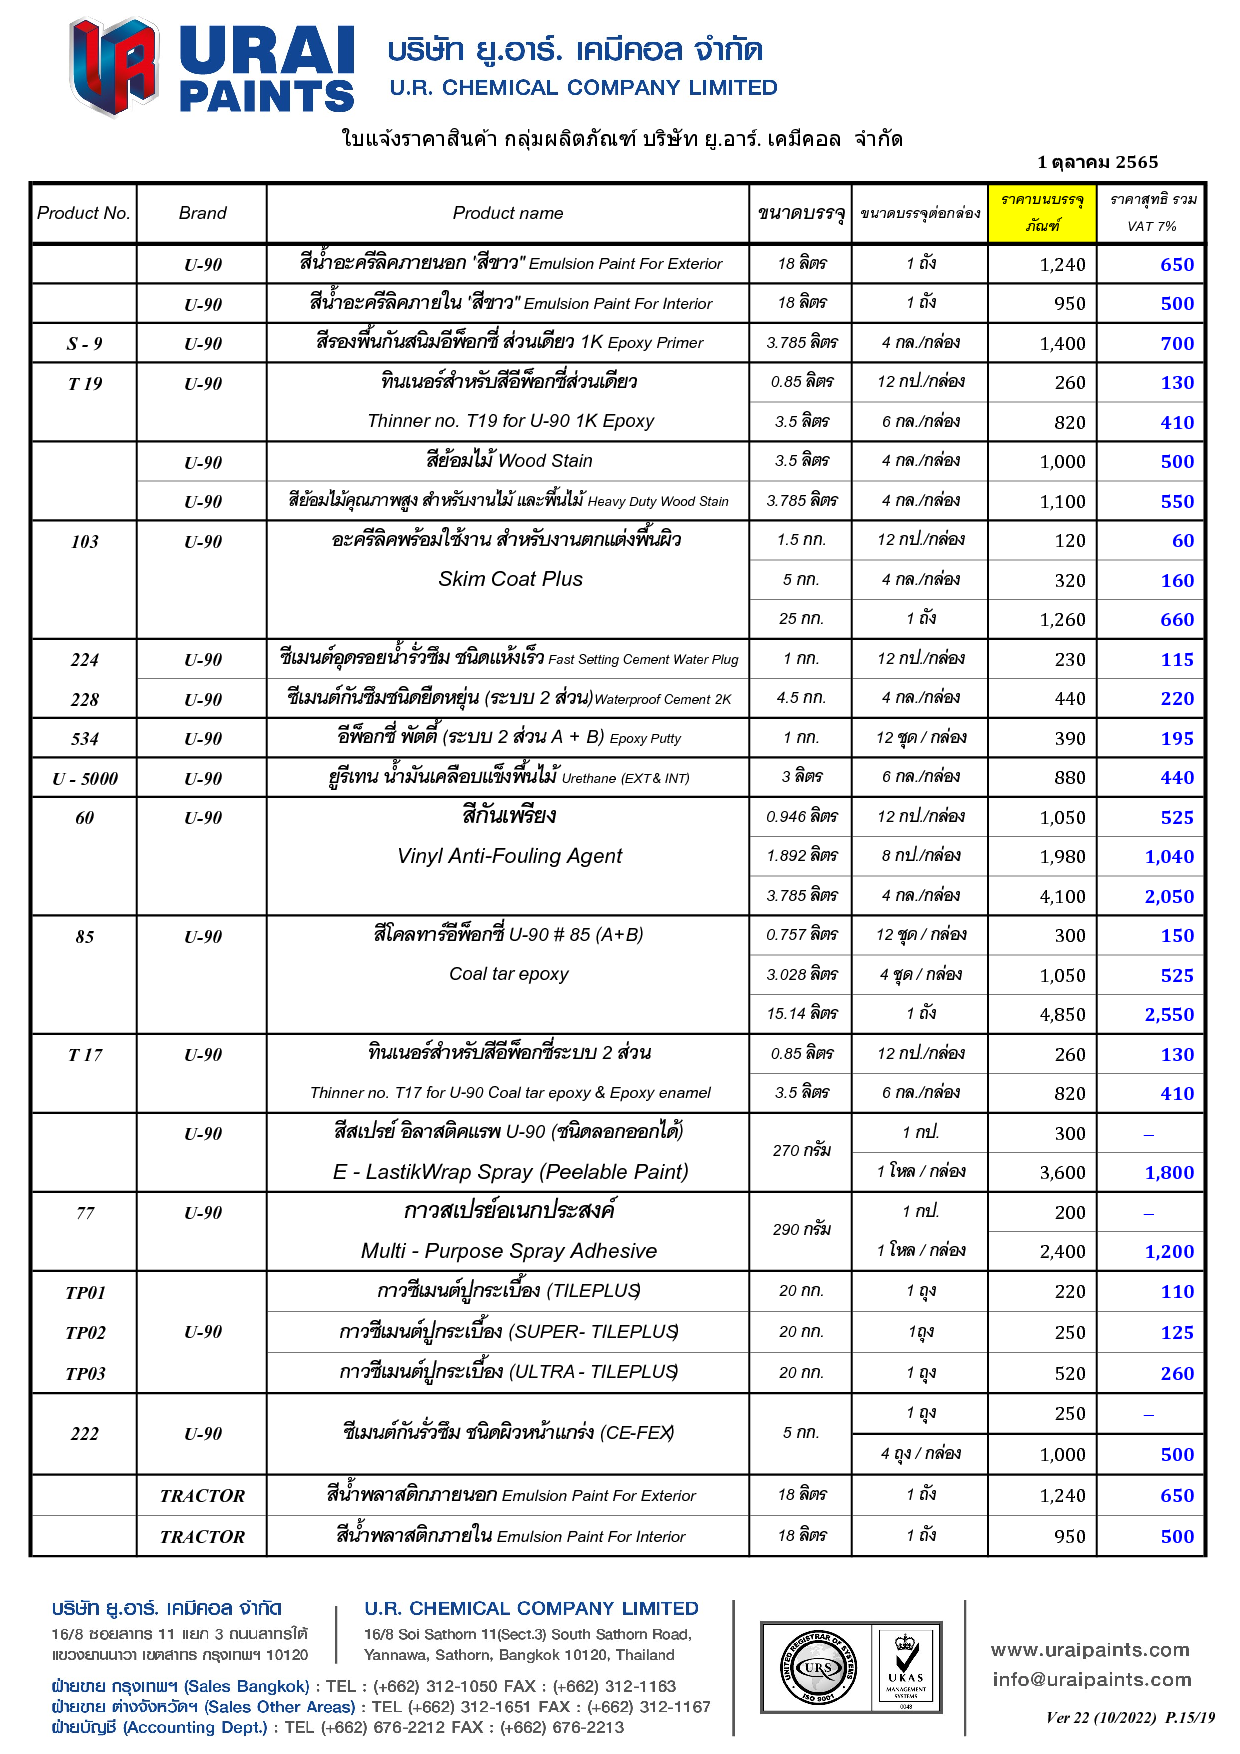 URAI PAINTS
บริษัท ยู.อาร์. เคมีคอล จำกัด
U.R. CHEMICAL COMPANY LIMITED
ใบแจ้งราคาสินค้า กลุ่มผลิตภัณฑ์ บริษัท ยู.อาร์. เคมีคอล จำกัด
1 ตุลาคม 2565
Product No. Brand Product name ขนาดบรรจุ ขนาดบรรจุต่อกล่อง ราคาบนบรรจุภัณฑ์ ราคาสุทธิ รวม VAT 7%
U-90 สีน้ำอะครีลิคภายนอก 'สีขาว" Emulsion Paint For Exterior 18 ลิตร 1 ถัง 1,240 650
U-90 สีน้ำอะครีลิคภายใน 'สีขาว" Emulsion Paint For Interior 18 ลิตร 1 ถัง 950 500
S - 9 U-90 สีรองพื้นกันสนิมอีพ็อกซี่ ส่วนเดียว 1K Epoxy Primer 3.785 ลิตร 4 กล./กล่อง 1,400 700
T 19 U-90 ทินเนอร์สำหรับสีอีพ็อกซี่ส่วนเดียว 0.85 ลิตร 12 กป./กล่อง 260 130
Thinner no. T19 for U-90 1K Epoxy 3.5 ลิตร 6 กล./กล่อง 820 410
U-90 สีย้อมไม้ Wood Stain 3.5 ลิตร 4 กล./กล่อง 1,000 500
U-90 สีย้อมไม้คุณภาพสูง สำหรับงานไม้ และพื้นไม้ Heavy Duty Wood Stain 3.785 ลิตร 4 กล./กล่อง 1,100 550
103 U-90 อะครีลิคพร้อมใช้งาน สำหรับงานตกแต่งพื้นผิว 1.5 กก. 12 กป./กล่อง 120 60
Skim Coat Plus 5 กก. 4 กล./กล่อง 320 160
25 กก. 1 ถัง 1,260 660
224 U-90 ซีเมนต์อุดรอยน้ำรั่วซึม ชนิดแห้งเร็ว Fast Setting Cement Water Plug 1 กก. 12 กป./กล่อง 230 115
228 U-90 ซีเมนต์กันซึมชนิดยืดหยุ่น (ระบบ 2 ส่วน)Waterproof Cement 2K 4.5 กก. 4 กล./กล่อง 440 220
534 U-90 อีพ็อกซี่ พัตตี้ (ระบบ 2 ส่วน A + B) Epoxy Putty 1 กก. 12 ชุด / กล่อง 390 195
U - 5000 U-90 ยูรีเทน น้ำมันเคลือบแข็งพื้นไม้ Urethane (EXT & INT) 3 ลิตร 6 กล./กล่อง 880 440
60 U-90 สีกันเพรียง 0.946 ลิตร 12 กป./กล่อง 1,050 525
Vinyl Anti-Fouling Agent 1.892 ลิตร 8 กป./กล่อง 1,980 1,040
3.785 ลิตร 4 กล./กล่อง 4,100 2,050
85 U-90 สีโคลทาร์อีพ็อกซี่ U-90 # 85 (A+B) 0.757 ลิตร 12 ชุด / กล่อง 300 150
Coal tar epoxy 3.028 ลิตร 4 ชุด / กล่อง 1,050 525
15.14 ลิตร 1 ถัง 4,850 2,550
T 17 U-90 ทินเนอร์สำหรับสีอีพ็อกซี่ระบบ 2 ส่วน 0.85 ลิตร 12 กป./กล่อง 260 130
Thinner no. T17 for U-90 Coal tar epoxy & Epoxy enamel 3.5 ลิตร 6 กล./กล่อง 820 410
U-90 สีสเปรย์ อิลาสติคแรพ U-90 (ชนิดลอกออกได้) 270 กรัม 1 กป. 300 –
E - LastikWrap Spray (Peelable Paint) 1 โหล / กล่อง 3,600 1,800
77 U-90 กาวสเปรย์อเนกประสงค์ 290 กรัม 1 กป. 200 –
Multi - Purpose Spray Adhesive 1 โหล / กล่อง 2,400 1,200
TP01 กาวซีเมนต์ปูกระเบื้อง (TILEPLUS) 20 กก. 1 ถุง 220 110
TP02 U-90 กาวซีเมนต์ปูกระเบื้อง (SUPER- TILEPLUS) 20 กก. 1ถุง 250 125
TP03 กาวซีเมนต์ปูกระเบื้อง (ULTRA - TILEPLUS) 20 กก. 1 ถุง 520 260
222 U-90 ซีเมนต์กันรั่วซึม ชนิดผิวหน้าแกร่ง (CE-FEX) 5 กก. 1 ถุง 250 –
4 ถุง / กล่อง 1,000 500
TRACTOR สีน้ำพลาสติกภายนอก Emulsion Paint For Exterior 18 ลิตร 1 ถัง 1,240 650
TRACTOR สีน้ำพลาสติกภายใน Emulsion Paint For Interior 18 ลิตร 1 ถัง 950 500
บริษัท ยู.อาร์. เคมีคอล จำกัด
16/8 ซอยสาทร 11 แยก 3 ถนนสาทรใต้
แขวงยานนาวา เขตสาทร กรุงเทพฯ 10120
U.R. CHEMICAL COMPANY LIMITED
16/8 Soi Sathorn 11(Sect.3) South Sathorn Road,
Yannawa, Sathorn, Bangkok 10120, Thailand
ฝ่ายขาย กรุงเทพฯ (Sales Bangkok) : TEL : (+662) 312-1050 FAX : (+662) 312-1163
ฝ่ายขาย ต่างจังหวัดฯ (Sales Other Areas) : TEL (+662) 312-1651 FAX : (+662) 312-1167
ฝ่ายบัญชี (Accounting Dept.) : TEL (+662) 676-2212 FAX : (+662) 676-2213
UNITED REGISTRAR OF SYSTEMS
URS
ISO 9001
UKAS
MANAGEMENT
SYSTEMS
0043
www.uraipaints.com
info@uraipaints.com
Ver 22 (10/2022) P.15/19